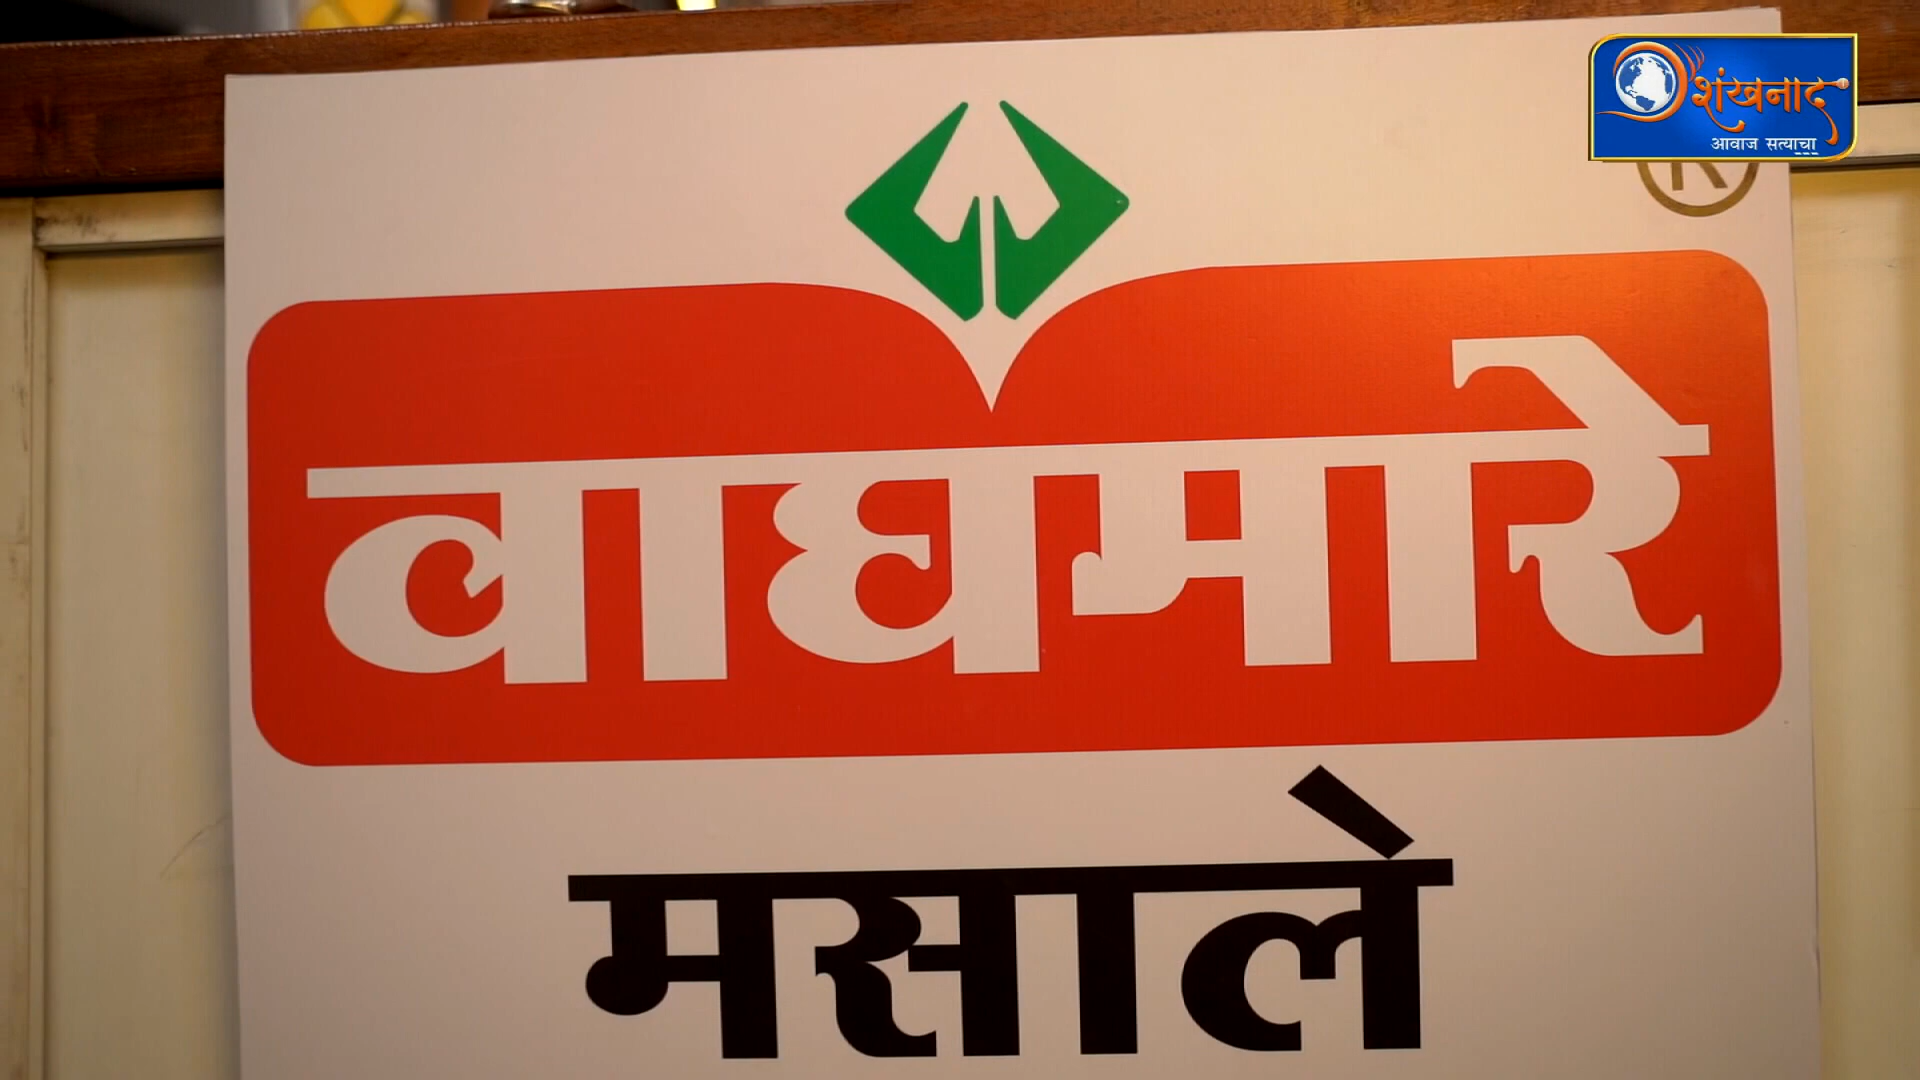 शंखनाद
आवाज सत्याचा
R
वाघमारे
मसाले